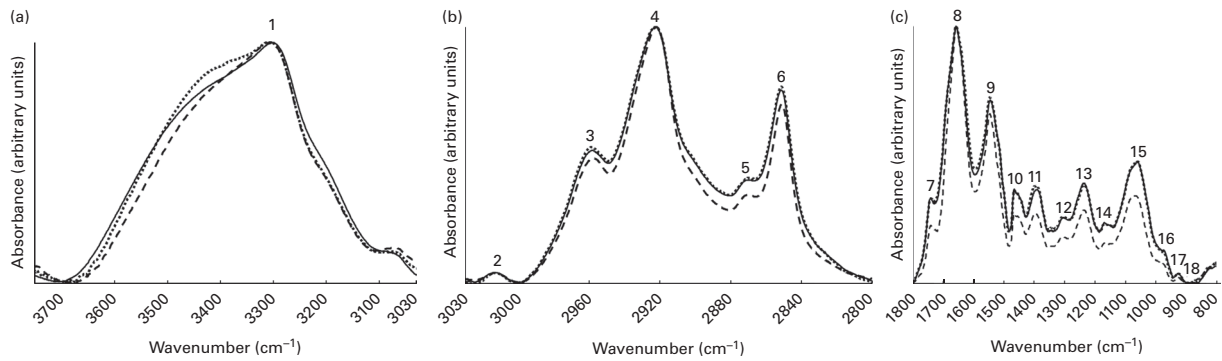 (a)
1
Absorbance (arbitrary units)
3700 3600 3500 3400 3300 3200 3100 3030
Wavenumber (cm⁻¹)
(b)
2 3 4 5 6
Absorbance (arbitrary units)
3030 3000 2960 2920 2880 2840 2800
Wavenumber (cm⁻¹)
(c)
7 8 9 10 11 12 13 14 15 16 17 18
Absorbance (arbitrary units)
1800 1700 1600 1500 1400 1300 1200 1100 1000 900 800
Wavenumber (cm⁻¹)